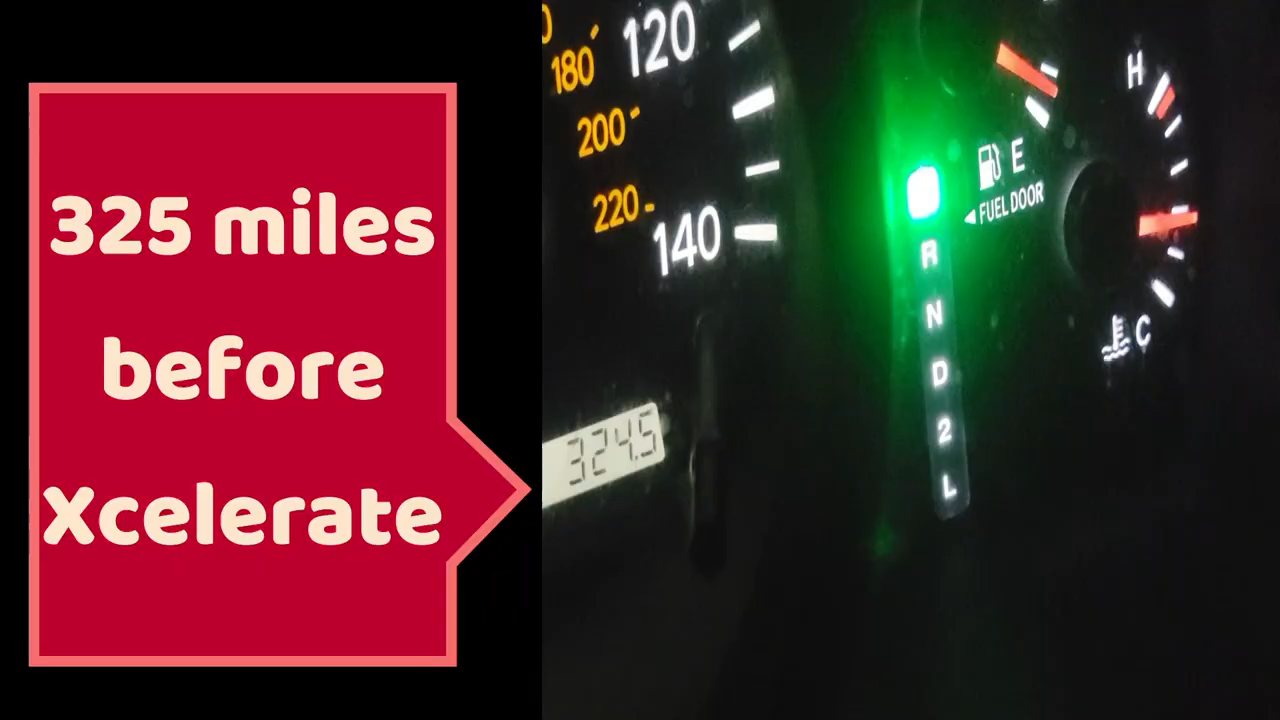 325 miles
before
Xcelerate
120
180
200
220
140
324.5
R
N
D
2
L
E
◄ FUEL DOOR
H
C